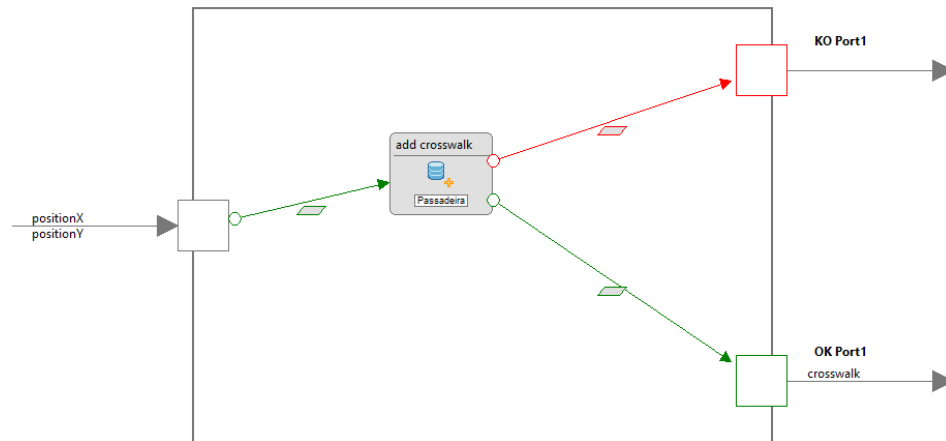 KO Port1
add crosswalk
Passadeira
positionX
positionY
OK Port1
crosswalk